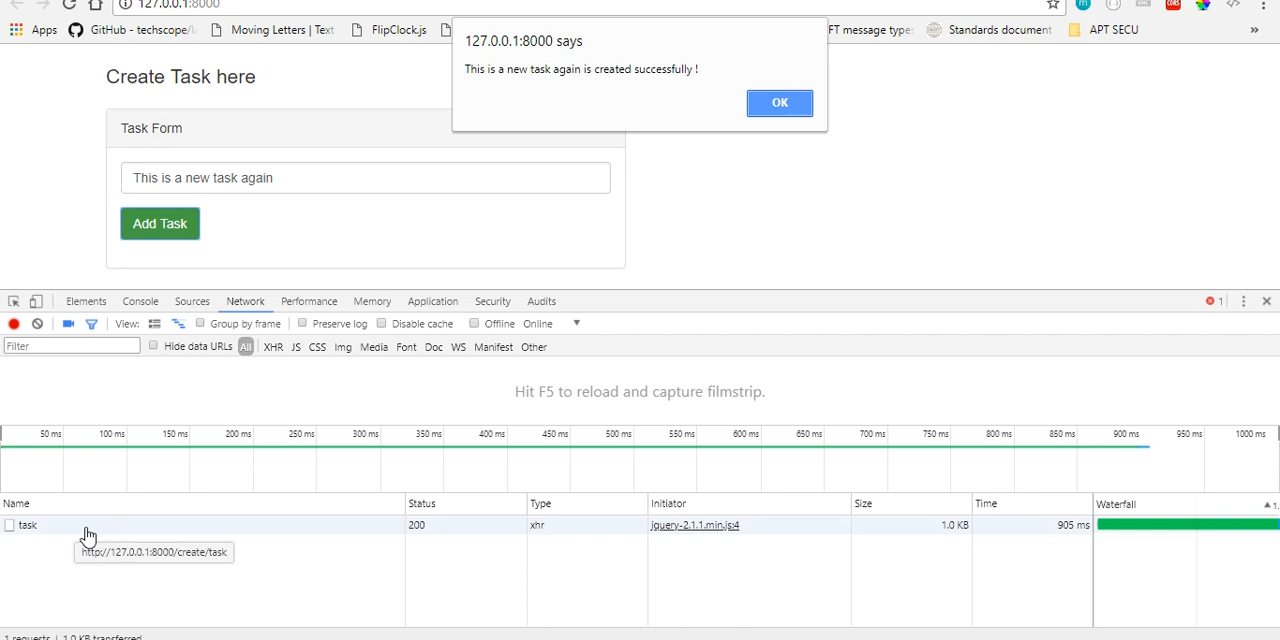 127.0.0.1:8000
Apps GitHub - techscope/l Moving Letters | Text FlipClock.js FT message type: Standards document APT SECU »
127.0.0.1:8000 says
This is a new task again is created successfully !
OK
Create Task here
Task Form
This is a new task again
Add Task
Elements Console Sources Network Performance Memory Application Security Audits 1
View: Group by frame Preserve log Disable cache Offline Online
Filter Hide data URLs All XHR JS CSS Img Media Font Doc WS Manifest Other
Hit F5 to reload and capture filmstrip.
50 ms 100 ms 150 ms 200 ms 250 ms 300 ms 350 ms 400 ms 450 ms 500 ms 550 ms 600 ms 650 ms 700 ms 750 ms 800 ms 850 ms 900 ms 950 ms 1000 ms
Name Status Type Initiator Size Time Waterfall 1.
task 200 xhr jquery-2.1.1.min.js:4 1.0 KB 905 ms
http://127.0.0.1:8000/create/task
1 requests | 1.0 KB transferred